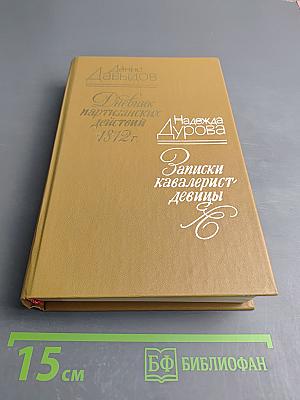 Денис
Давыдов
Дневник
партизанских
действий
1812 г.
Надежда
Дурова
Записки
кавалерист-
девицы
15 см
БФ БИБЛИОФАН